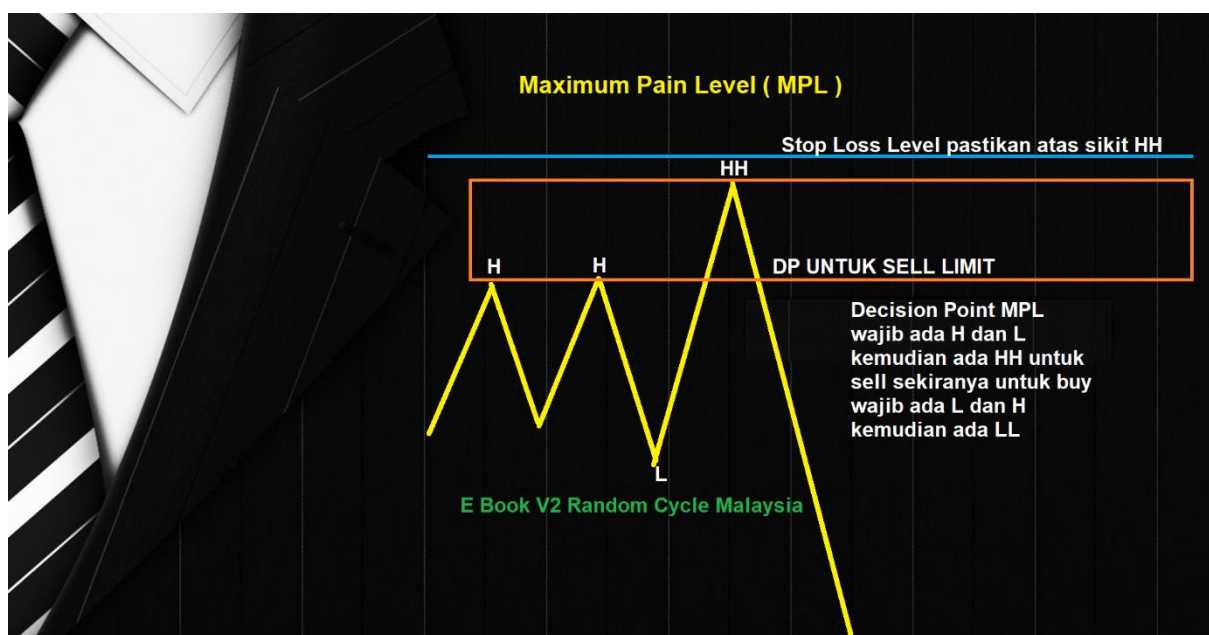 Maximum Pain Level ( MPL )
Stop Loss Level pastikan atas sikit HH
HH
H
H
DP UNTUK SELL LIMIT
Decision Point MPL
wajib ada H dan L
kemudian ada HH untuk
sell sekiranya untuk buy
wajib ada L dan H
kemudian ada LL
L
E Book V2 Random Cycle Malaysia